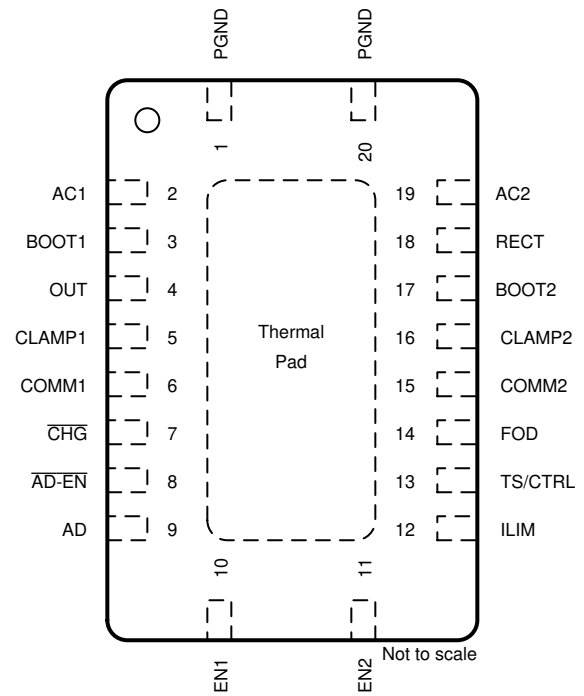 PGND
PGND
1
20
AC1 2 19 AC2
BOOT1 3 18 RECT
OUT 4 17 BOOT2
CLAMP1 5 16 CLAMP2
COMM1 6 15 COMM2
CHG 7 14 FOD
AD-EN 8 13 TS/CTRL
AD 9 12 ILIM
Thermal
Pad
10
11
EN1
EN2
Not to scale